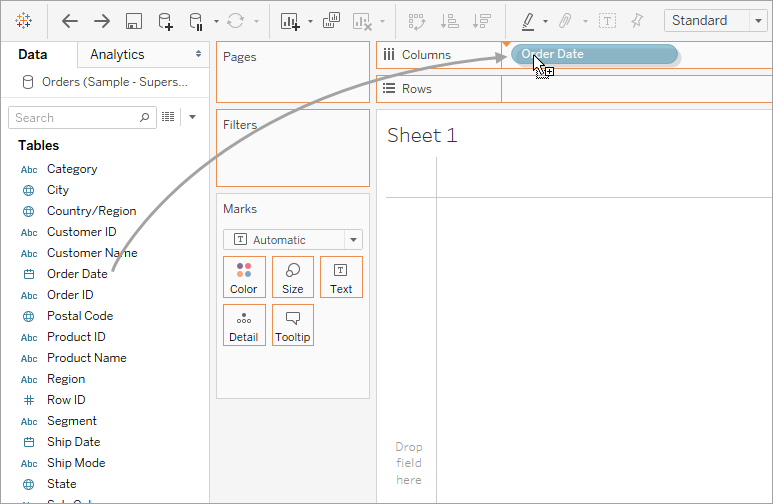 Standard
Data
Analytics
Orders (Sample - Supers...
Search
Tables
Abc Category
City
Country/Region
Abc Customer ID
Abc Customer Name
Order Date
Abc Order ID
Postal Code
Abc Product ID
Abc Product Name
Abc Region
Row ID
Abc Segment
Ship Date
Abc Ship Mode
State
Pages
Filters
Marks
T Automatic
Color
Size
T Text
Detail
Tooltip
Columns
Order Date
Rows
Sheet 1
Drop
field
here